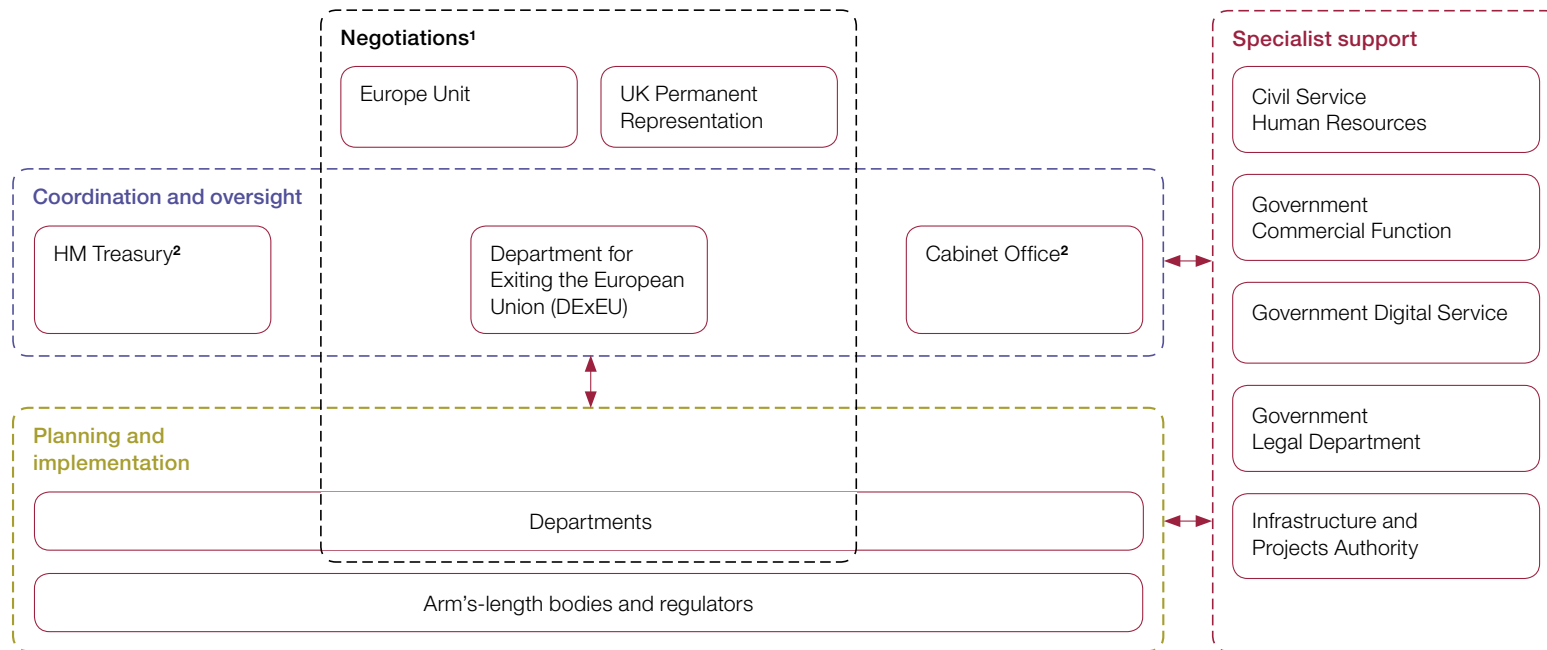 Negotiations¹
Europe Unit
UK Permanent
Representation
Coordination and oversight
HM Treasury²
Department for
Exiting the European
Union (DExEU)
Cabinet Office²
Planning and
implementation
Departments
Arm's-length bodies and regulators
Specialist support
Civil Service
Human Resources
Government
Commercial Function
Government Digital Service
Government
Legal Department
Infrastructure and
Projects Authority